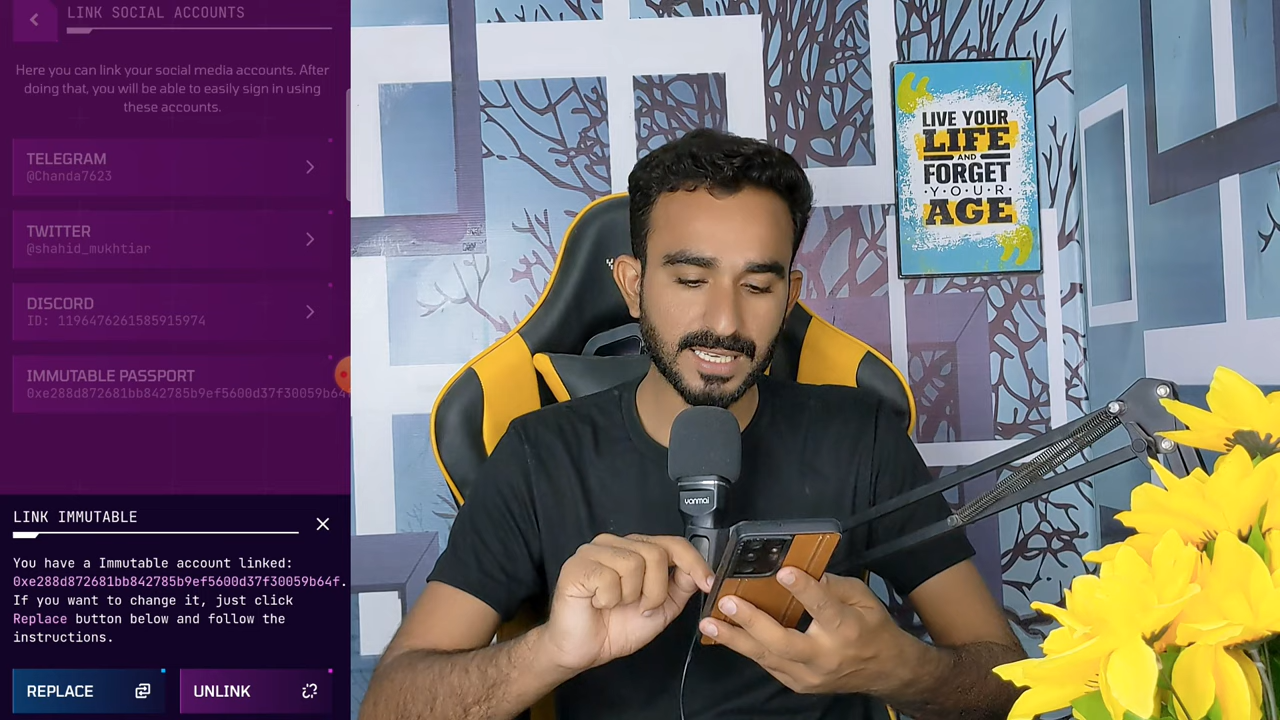 LINK SOCIAL ACCOUNTS
Here you can link your social media accounts. After
doing that, you will be able to easily sign in using
these accounts.
TELEGRAM
@Chanda7623
TWITTER
@shahid_mukhtiar
DISCORD
ID: 1196476261585915974
IMMUTABLE PASSPORT
0xe288d872681bb842785b9ef5600d37f30059b64
LINK IMMUTABLE
You have a Immutable account linked:
0xe288d872681bb842785b9ef5600d37f30059b64f.
If you want to change it, just click
Replace button below and follow the
instructions.
REPLACE
UNLINK
LIVE YOUR
LIFE
AND
FORGET
·Y·O·U·R·
AGE
yanmai